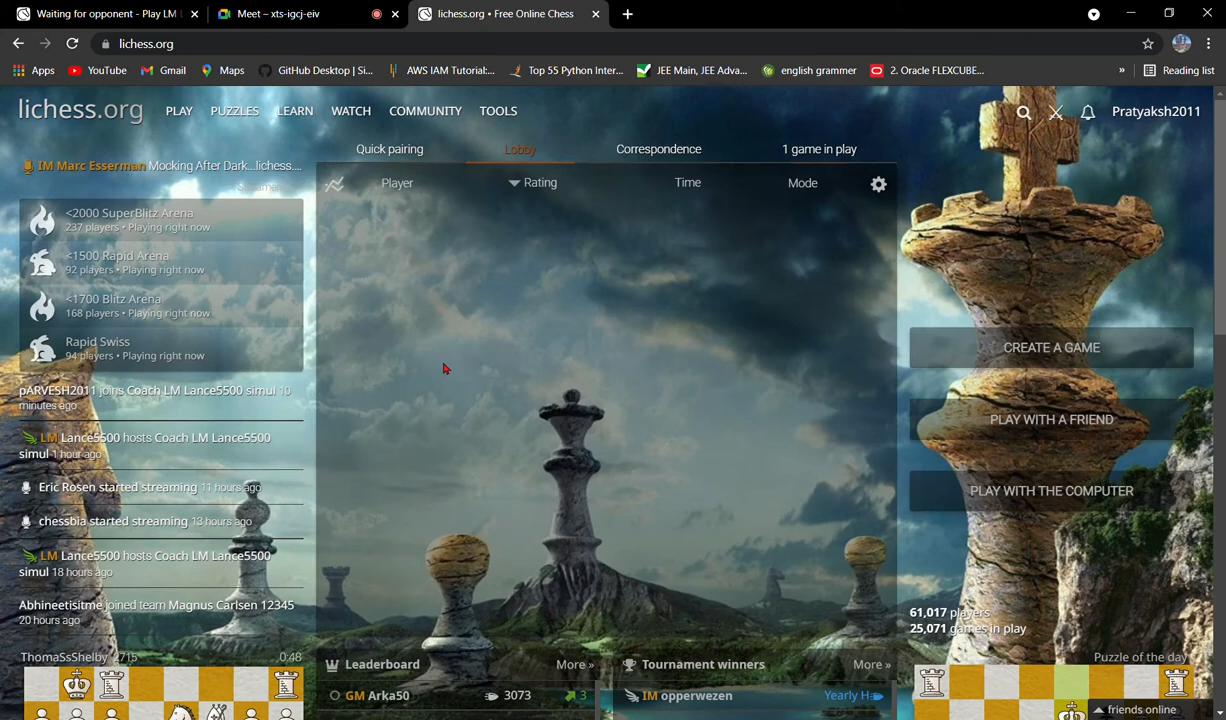 Waiting for opponent - Play LM L
Meet – xts-igcj-eiv
lichess.org • Free Online Chess
lichess.org
Apps
YouTube
Gmail
Maps
GitHub Desktop | Si...
AWS IAM Tutorial:...
Top 55 Python Inter...
JEE Main, JEE Adva...
english grammer
2. Oracle FLEXCUBE...
»
Reading list
lichess.org
PLAY
PUZZLES
LEARN
WATCH
COMMUNITY
TOOLS
Pratyaksh2011
IM Marc Esserman Mocking After Dark...lichess....
<2000 SuperBlitz Arena
237 players • Playing right now
<1500 Rapid Arena
92 players • Playing right now
<1700 Blitz Arena
168 players • Playing right now
Rapid Swiss
94 players • Playing right now
pARVESH2011 joins Coach LM Lance5500 simul 10
minutes ago
LM Lance5500 hosts Coach LM Lance5500
simul 1 hour ago
Eric Rosen started streaming 11 hours ago
chessbia started streaming 13 hours ago
LM Lance5500 hosts Coach LM Lance5500
simul 18 hours ago
Abhineetisitme joined team Magnus Carlsen 12345
20 hours ago
ThomaSsShelby 2715
0:48
Quick pairing
Lobby
Correspondence
1 game in play
Player
Rating
Time
Mode
Leaderboard
More »
GM Arka50
3073
3
Tournament winners
More »
IM opperwezen
Yearly H
CREATE A GAME
PLAY WITH A FRIEND
PLAY WITH THE COMPUTER
61,017 players
25,071 games in play
Puzzle of the day
friends online